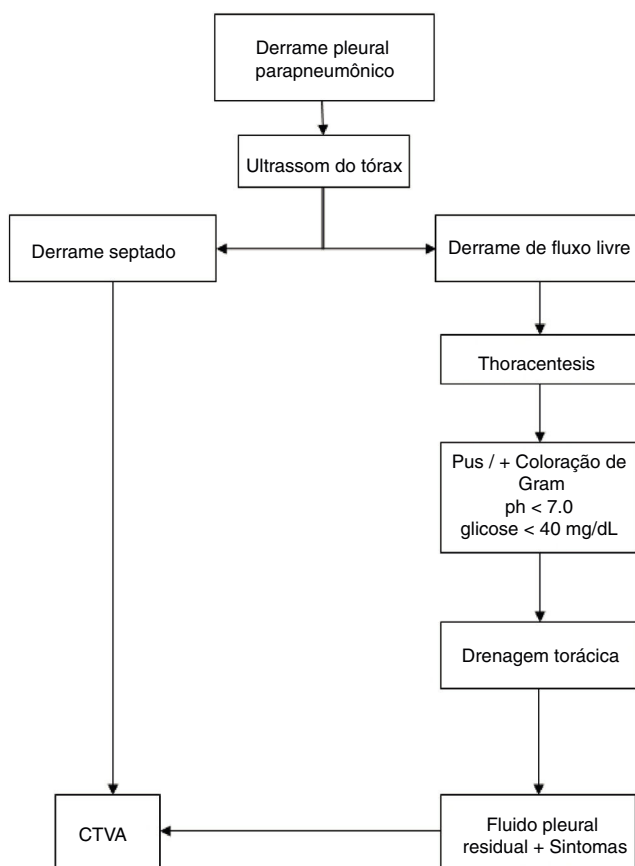 Derrame pleural
parapneumônico
Ultrassom do tórax
Derrame septado
Derrame de fluxo livre
Thoracentesis
Pus / + Coloração de
Gram
ph < 7.0
glicose < 40 mg/dL
Drenagem torácica
CTVA
Fluido pleural
residual + Sintomas